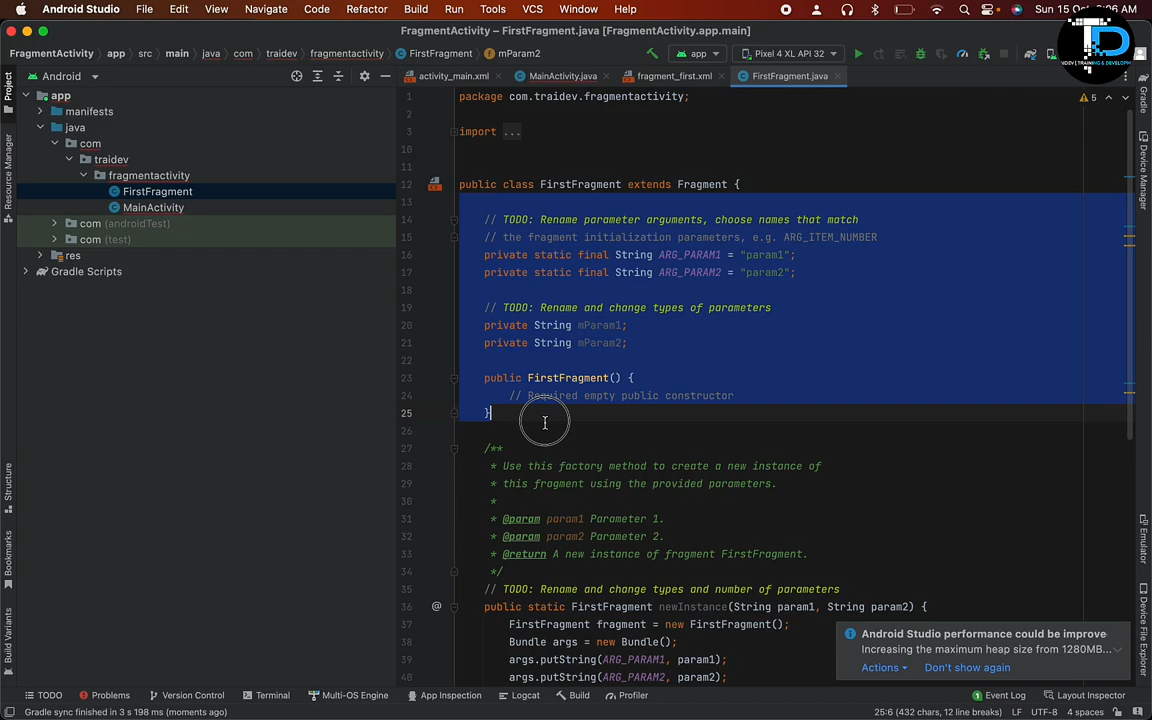 Android Studio File Edit View Navigate Code Refactor Build Run Tools VCS Window Help
Sun 15 Oct
06 AM
FragmentActivity – FirstFragment.java [FragmentActivity.app.main]
FragmentActivity app src main java com traidev fragmentactivity FirstFragment mParam2
app Pixel 4 XL API 32
Android
activity_main.xml MainActivity.java fragment_first.xml FirstFragment.java
app
manifests
java
com
traidev
fragmentactivity
FirstFragment
MainActivity
com (androidTest)
com (test)
res
Gradle Scripts
Project
Resource Manager
Structure
Bookmarks
Build Variants
Gradle
Device Manager
Emulator
Device File Explorer
5
1 package com.traidev.fragmentactivity;
2
3 import ...
10
11
12 public class FirstFragment extends Fragment {
13
14 // TODO: Rename parameter arguments, choose names that match
15 // the fragment initialization parameters, e.g. ARG_ITEM_NUMBER
16 private static final String ARG_PARAM1 = "param1";
17 private static final String ARG_PARAM2 = "param2";
18
19 // TODO: Rename and change types of parameters
20 private String mParam1;
21 private String mParam2;
22
23 public FirstFragment() {
24 // Required empty public constructor
25 }
26
27 /**
28 * Use this factory method to create a new instance of
29 * this fragment using the provided parameters.
30 *
31 * @param param1 Parameter 1.
32 * @param param2 Parameter 2.
33 * @return A new instance of fragment FirstFragment.
34 */
35 // TODO: Rename and change types and number of parameters
36 @ public static FirstFragment newInstance(String param1, String param2) {
37 FirstFragment fragment = new FirstFragment();
38 Bundle args = new Bundle();
39 args.putString(ARG_PARAM1, param1);
40 args.putString(ARG_PARAM2, param2);
Android Studio performance could be improve
Increasing the maximum heap size from 1280MB...
Actions Don't show again
TODO Problems Version Control Terminal Multi-OS Engine App Inspection Logcat Build Profiler 1 Event Log Layout Inspector
Gradle sync finished in 3 s 198 ms (moments ago) 25:6 (432 chars, 12 line breaks) LF UTF-8 4 spaces